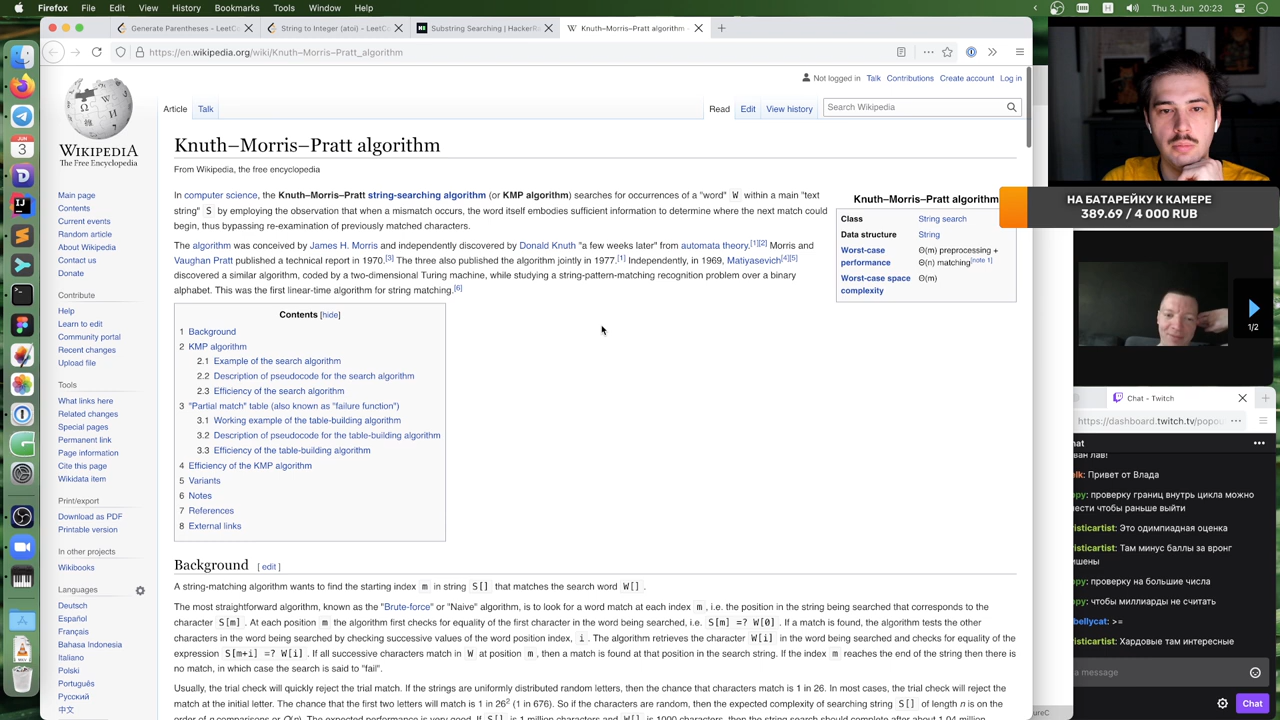 Firefox File Edit View History Bookmarks Tools Window Help
Generate Parentheses - LeetC
String to Integer (atoi) - LeetC
Substring Searching | HackerR
Knuth–Morris–Pratt algorithm -
https://en.wikipedia.org/wiki/Knuth–Morris–Pratt_algorithm
Not logged in Talk Contributions Create account Log in
Article Talk
Read Edit View history Search Wikipedia
WIKIPEDIA
The Free Encyclopedia
Main page
Contents
Current events
Random article
About Wikipedia
Contact us
Donate
Contribute
Help
Learn to edit
Community portal
Recent changes
Upload file
Tools
What links here
Related changes
Special pages
Permanent link
Page information
Cite this page
Wikidata item
Print/export
Download as PDF
Printable version
In other projects
Wikibooks
Languages
Deutsch
Español
Français
Bahasa Indonesia
Italiano
Polski
Português
Русский
中文
JUN
3
Knuth–Morris–Pratt algorithm
From Wikipedia, the free encyclopedia
In computer science, the Knuth–Morris–Pratt string-searching algorithm (or KMP algorithm) searches for occurrences of a "word" W within a main "text
string" S by employing the observation that when a mismatch occurs, the word itself embodies sufficient information to determine where the next match could
begin, thus bypassing re-examination of previously matched characters.
The algorithm was conceived by James H. Morris and independently discovered by Donald Knuth "a few weeks later" from automata theory.[1][2] Morris and
Vaughan Pratt published a technical report in 1970.[3] The three also published the algorithm jointly in 1977.[1] Independently, in 1969, Matiyasevich[4][5]
discovered a similar algorithm, coded by a two-dimensional Turing machine, while studying a string-pattern-matching recognition problem over a binary
alphabet. This was the first linear-time algorithm for string matching.[6]
Knuth–Morris–Pratt algorithm
Class String search
Data structure String
Worst-case performance Θ(m) preprocessing + Θ(n) matching[note 1]
Worst-case space complexity Θ(m)
Contents [hide]
1 Background
2 KMP algorithm
2.1 Example of the search algorithm
2.2 Description of pseudocode for the search algorithm
2.3 Efficiency of the search algorithm
3 "Partial match" table (also known as "failure function")
3.1 Working example of the table-building algorithm
3.2 Description of pseudocode for the table-building algorithm
3.3 Efficiency of the table-building algorithm
4 Efficiency of the KMP algorithm
5 Variants
6 Notes
7 References
8 External links
Background [ edit ]
A string-matching algorithm wants to find the starting index m in string S[] that matches the search word W[] .
The most straightforward algorithm, known as the "Brute-force" or "Naive" algorithm, is to look for a word match at each index m , i.e. the position in the string being searched that corresponds to the
character S[m] . At each position m the algorithm first checks for equality of the first character in the word being searched, i.e. S[m] =? W[0] . If a match is found, the algorithm tests the other
characters in the word being searched by checking successive values of the word position index, i . The algorithm retrieves the character W[i] in the word being searched and checks for equality of the
expression S[m+i] =? W[i] . If all successive characters match in W at position m , then a match is found at that position in the search string. If the index m reaches the end of the string then there is
no match, in which case the search is said to "fail".
Usually, the trial check will quickly reject the trial match. If the strings are uniformly distributed random letters, then the chance that characters match is 1 in 26. In most cases, the trial check will reject
the match at the initial letter. The chance that the first two letters will match is 1 in 26² (1 in 676). So if the characters are random, then the expected complexity of searching string S[] of length n is on the
НА БАТАРЕЙКУ К КАМЕРЕ
389.69 / 4 000 RUB
1/2
Chat - Twitch
https://dashboard.twitch.tv/popou
hat
ван лав!
elk: Привет от Влада
ppy: проверку границ внутрь цикла можно
нести чтобы раньше выйти
risticartist: Это одимпиадная оценка
risticartist: Там минус баллы за вронг
ишены
ppy: проверку на большие числа
ppy: чтобы миллиарды не считать
bellycat: >=
risticartist: Хардовые там интересные
a message
Chat